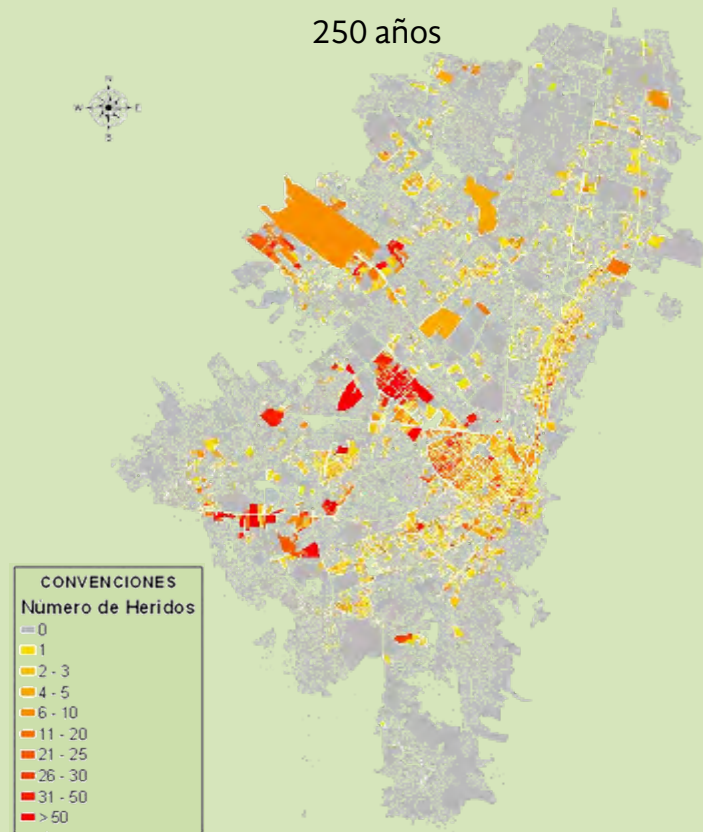 250 años
N
W
E
S
CONVENCIONES
Número de Heridos
0
1
2 - 3
4 - 5
6 - 10
11 - 20
21 - 25
26 - 30
31 - 50
> 50